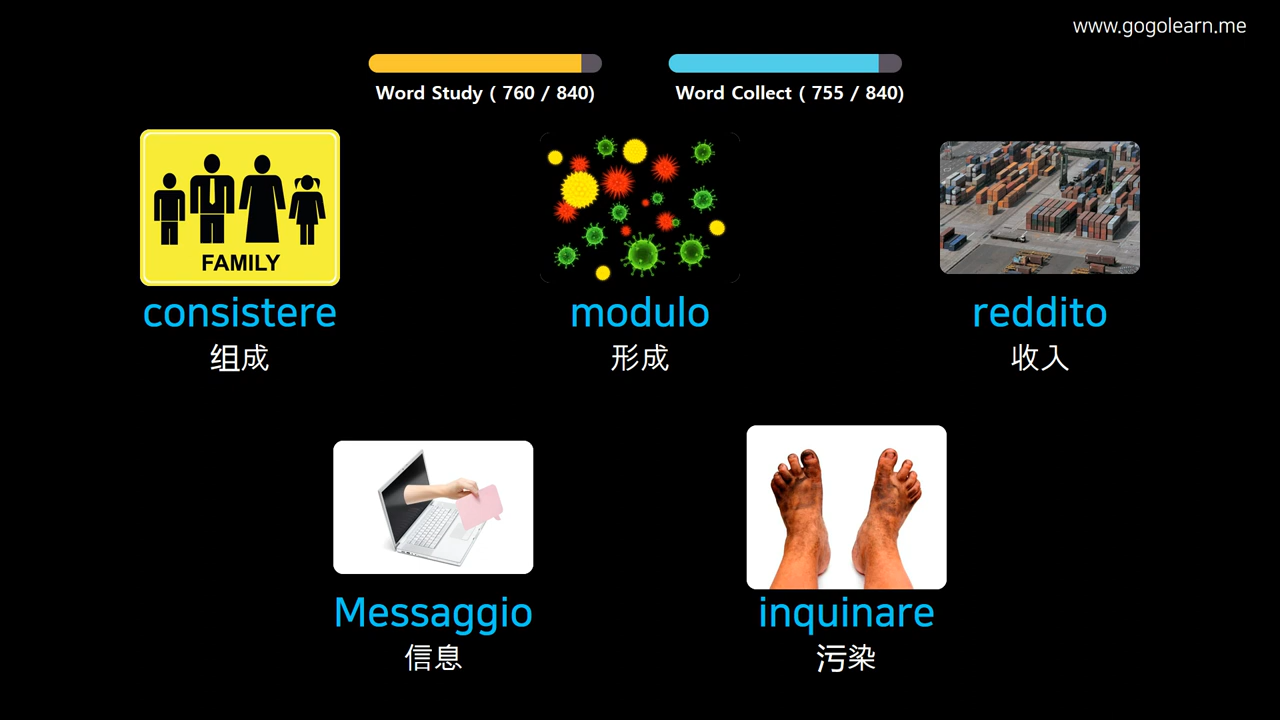 www.gogolearn.me
Word Study ( 760 / 840)
Word Collect ( 755 / 840)
FAMILY
consistere
组成
modulo
形成
reddito
收入
Messaggio
信息
inquinare
污染